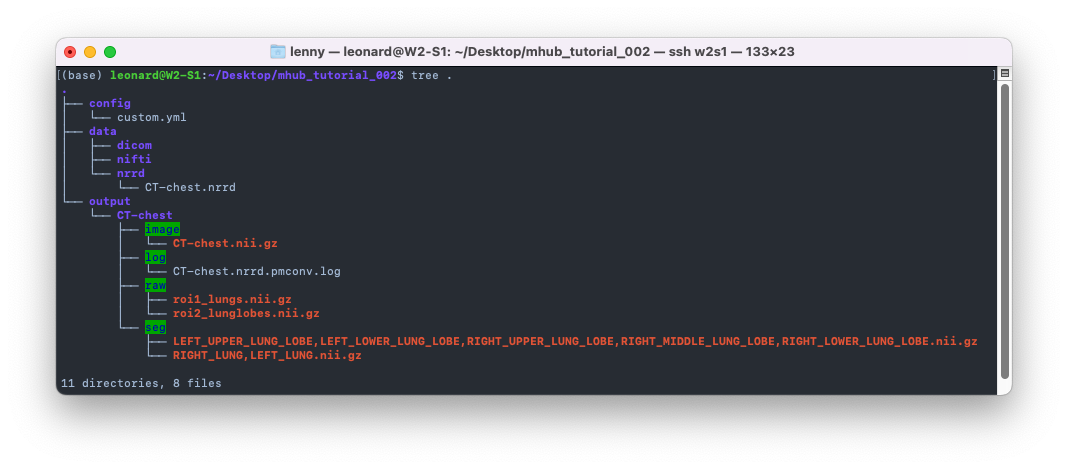 lenny — leonard@W2-S1: ~/Desktop/mhub_tutorial_002 — ssh w2s1 — 133×23
[(base) leonard@W2-S1:~/Desktop/mhub_tutorial_002$ tree . ]
.
├── config
│   └── custom.yml
├── data
│   ├── dicom
│   ├── nifti
│   └── nrrd
│       └── CT-chest.nrrd
└── output
    └── CT-chest
        ├── image
        │   └── CT-chest.nii.gz
        ├── log
        │   └── CT-chest.nrrd.pmconv.log
        ├── raw
        │   ├── roi1_lungs.nii.gz
        │   └── roi2_lunglobes.nii.gz
        └── seg
            ├── LEFT_UPPER_LUNG_LOBE,LEFT_LOWER_LUNG_LOBE,RIGHT_UPPER_LUNG_LOBE,RIGHT_MIDDLE_LUNG_LOBE,RIGHT_LOWER_LUNG_LOBE.nii.gz
            └── RIGHT_LUNG,LEFT_LUNG.nii.gz
11 directories, 8 files